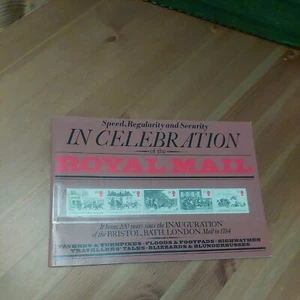 Speed, Regularity and Security
IN CELEBRATION
of the
ROYAL MAIL
It being 200 years since the INAUGURATION
of the BRISTOL, BATH, LONDON Mail in 1784
TAVERNS & TURNPIKES · FLOODS & FOOTPADS · HIGHWAYMEN
TRAVELLERS' TALES · BLIZZARDS & BLUNDERBUSSES